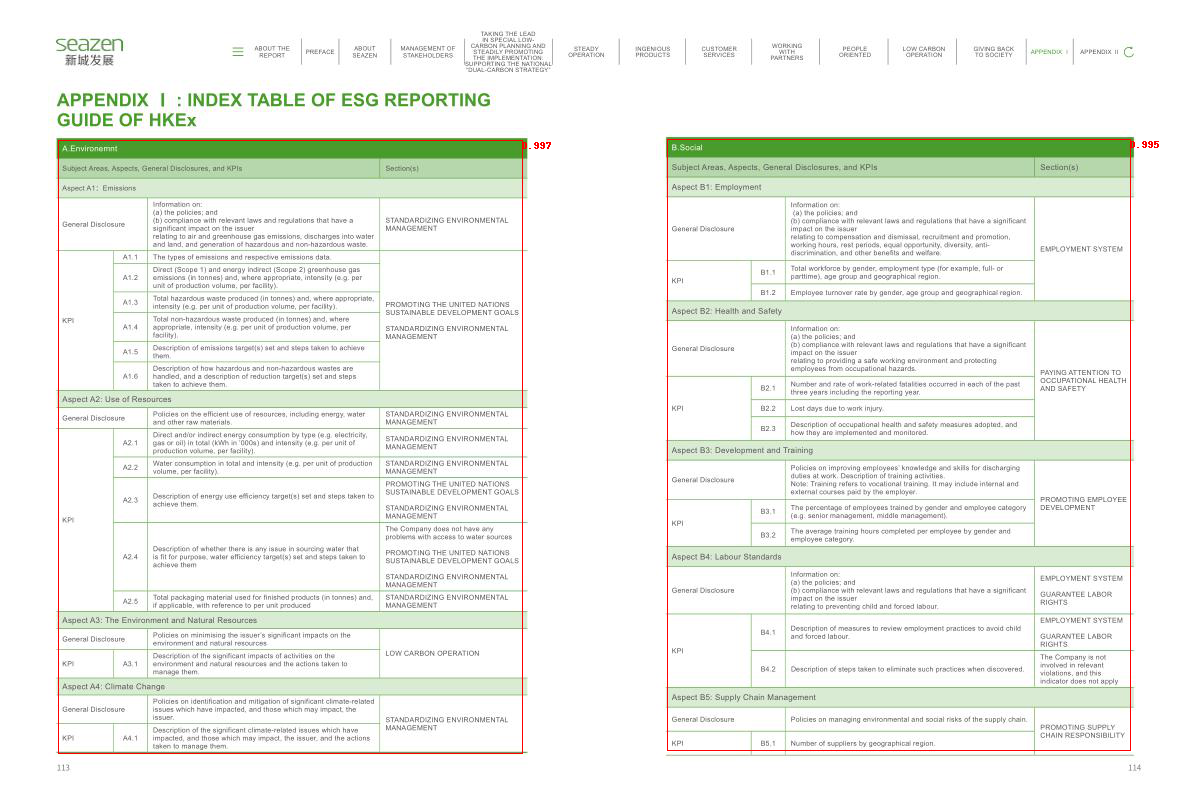 seazen
新城发展
ABOUT THE
REPORT
PREFACE
ABOUT
SEAZEN
MANAGEMENT OF
STAKEHOLDERS
TAKING THE LEAD
IN SPECIAL LOW-
CARBON PLANNING AND
STEADILY PROMOTING
THE IMPLEMENTATION:
SUPPORTING THE NATIONAL
"DUAL-CARBON STRATEGY"
STEADY
OPERATION
INGENIOUS
PRODUCTS
CUSTOMER
SERVICES
WORKING
WITH
PARTNERS
PEOPLE
ORIENTED
LOW CARBON
OPERATION
GIVING BACK
TO SOCIETY
APPENDIX Ⅰ
APPENDIX Ⅱ
APPENDIX Ⅰ : INDEX TABLE OF ESG REPORTING
GUIDE OF HKEx
0.997
A.Environemnt
Subject Areas, Aspects, General Disclosures, and KPIs
Section(s)
Aspect A1: Emissions
General Disclosure
Information on:
(a) the policies; and
(b) compliance with relevant laws and regulations that have a
significant impact on the issuer
relating to air and greenhouse gas emissions, discharges into water
and land, and generation of hazardous and non-hazardous waste.
STANDARDIZING ENVIRONMENTAL
MANAGEMENT
KPI
A1.1
The types of emissions and respective emissions data.
A1.2
Direct (Scope 1) and energy indirect (Scope 2) greenhouse gas
emissions (in tonnes) and, where appropriate, intensity (e.g. per
unit of production volume, per facility).
A1.3
Total hazardous waste produced (in tonnes) and, where appropriate,
intensity (e.g. per unit of production volume, per facility).
A1.4
Total non-hazardous waste produced (in tonnes) and, where
appropriate, intensity (e.g. per unit of production volume, per
facility).
A1.5
Description of emissions target(s) set and steps taken to achieve
them.
A1.6
Description of how hazardous and non-hazardous wastes are
handled, and a description of reduction target(s) set and steps
taken to achieve them.
PROMOTING THE UNITED NATIONS
SUSTAINABLE DEVELOPMENT GOALS
STANDARDIZING ENVIRONMENTAL
MANAGEMENT
Aspect A2: Use of Resources
General Disclosure
Policies on the efficient use of resources, including energy, water
and other raw materials.
STANDARDIZING ENVIRONMENTAL
MANAGEMENT
KPI
A2.1
Direct and/or indirect energy consumption by type (e.g. electricity,
gas or oil) in total (kWh in '000s) and intensity (e.g. per unit of
production volume, per facility).
STANDARDIZING ENVIRONMENTAL
MANAGEMENT
A2.2
Water consumption in total and intensity (e.g. per unit of production
volume, per facility).
STANDARDIZING ENVIRONMENTAL
MANAGEMENT
A2.3
Description of energy use efficiency target(s) set and steps taken to
achieve them.
PROMOTING THE UNITED NATIONS
SUSTAINABLE DEVELOPMENT GOALS
STANDARDIZING ENVIRONMENTAL
MANAGEMENT
A2.4
Description of whether there is any issue in sourcing water that
is fit for purpose, water efficiency target(s) set and steps taken to
achieve them
The Company does not have any
problems with access to water sources
PROMOTING THE UNITED NATIONS
SUSTAINABLE DEVELOPMENT GOALS
STANDARDIZING ENVIRONMENTAL
MANAGEMENT
A2.5
Total packaging material used for finished products (in tonnes) and,
if applicable, with reference to per unit produced
STANDARDIZING ENVIRONMENTAL
MANAGEMENT
Aspect A3: The Environment and Natural Resources
General Disclosure
Policies on minimising the issuer's significant impacts on the
environment and natural resources
KPI
A3.1
Description of the significant impacts of activities on the
environment and natural resources and the actions taken to
manage them.
LOW CARBON OPERATION
Aspect A4: Climate Change
General Disclosure
Policies on identification and mitigation of significant climate-related
issues which have impacted, and those which may impact, the
issuer.
KPI
A4.1
Description of the significant climate-related issues which have
impacted, and those which may impact, the issuer, and the actions
taken to manage them.
STANDARDIZING ENVIRONMENTAL
MANAGEMENT
113
0.995
B.Social
Subject Areas, Aspects, General Disclosures, and KPIs
Section(s)
Aspect B1: Employment
General Disclosure
Information on:
(a) the policies; and
(b) compliance with relevant laws and regulations that have a significant
impact on the issuer
relating to compensation and dismissal, recruitment and promotion,
working hours, rest periods, equal opportunity, diversity, anti-
discrimination, and other benefits and welfare.
KPI
B1.1
Total workforce by gender, employment type (for example, full- or
parttime), age group and geographical region.
B1.2
Employee turnover rate by gender, age group and geographical region.
EMPLOYMENT SYSTEM
Aspect B2: Health and Safety
General Disclosure
Information on:
(a) the policies; and
(b) compliance with relevant laws and regulations that have a significant
impact on the issuer
relating to providing a safe working environment and protecting
employees from occupational hazards.
KPI
B2.1
Number and rate of work-related fatalities occurred in each of the past
three years including the reporting year.
B2.2
Lost days due to work injury.
B2.3
Description of occupational health and safety measures adopted, and
how they are implemented and monitored.
PAYING ATTENTION TO
OCCUPATIONAL HEALTH
AND SAFETY
Aspect B3: Development and Training
General Disclosure
Policies on improving employees' knowledge and skills for discharging
duties at work. Description of training activities.
Note: Training refers to vocational training. It may include internal and
external courses paid by the employer.
KPI
B3.1
The percentage of employees trained by gender and employee category
(e.g. senior management, middle management).
B3.2
The average training hours completed per employee by gender and
employee category.
PROMOTING EMPLOYEE
DEVELOPMENT
Aspect B4: Labour Standards
General Disclosure
Information on:
(a) the policies; and
(b) compliance with relevant laws and regulations that have a significant
impact on the issuer
relating to preventing child and forced labour.
EMPLOYMENT SYSTEM
GUARANTEE LABOR
RIGHTS
KPI
B4.1
Description of measures to review employment practices to avoid child
and forced labour.
EMPLOYMENT SYSTEM
GUARANTEE LABOR
RIGHTS
B4.2
Description of steps taken to eliminate such practices when discovered.
The Company is not
involved in relevant
violations, and this
indicator does not apply
Aspect B5: Supply Chain Management
General Disclosure
Policies on managing environmental and social risks of the supply chain.
KPI
B5.1
Number of suppliers by geographical region.
PROMOTING SUPPLY
CHAIN RESPONSIBILITY
114